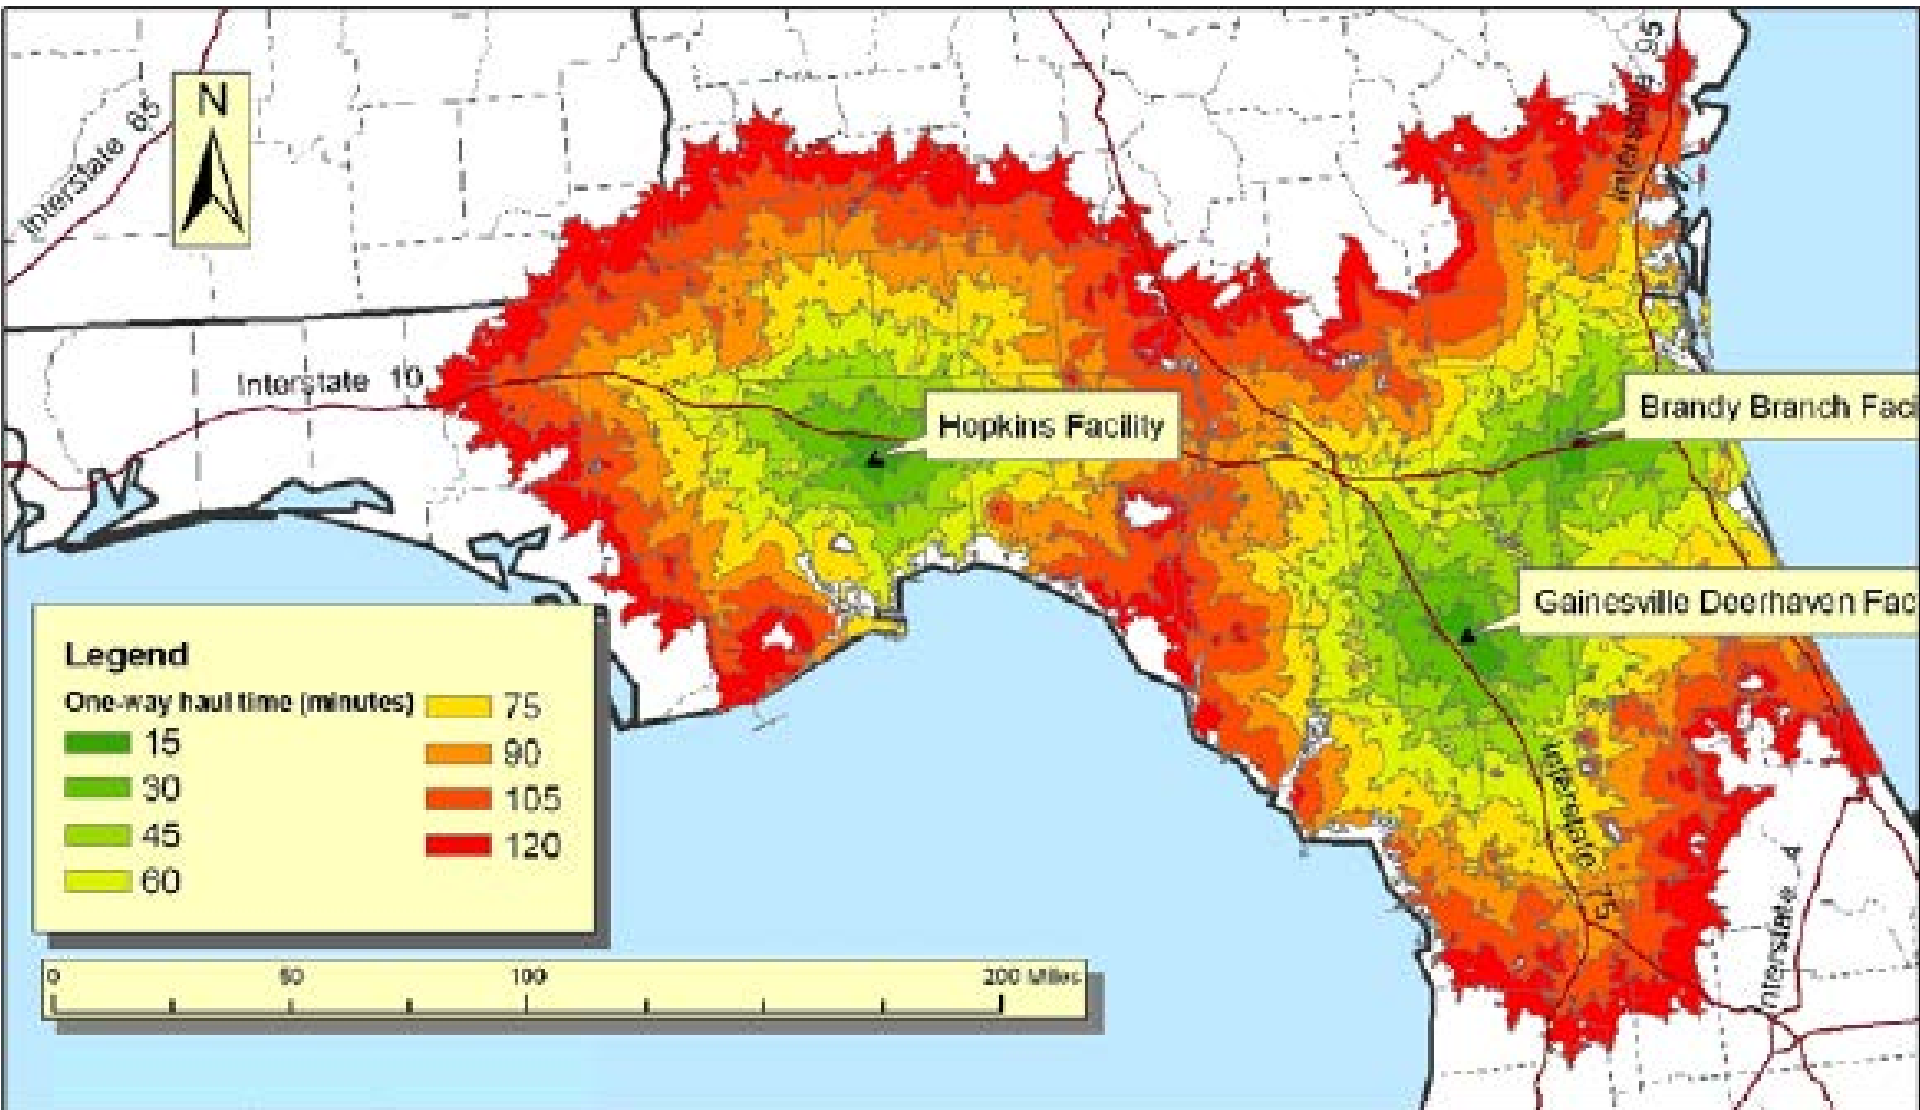 N
Interstate 65
Interstate 95
Interstate 10
Hopkins Facility
Brandy Branch Faci
Gainesville Deerhaven Fac
Interstate 75
Interstate 4
Legend
One-way haul time (minutes)
15
30
45
60
75
90
105
120
0 50 100 200 Miles